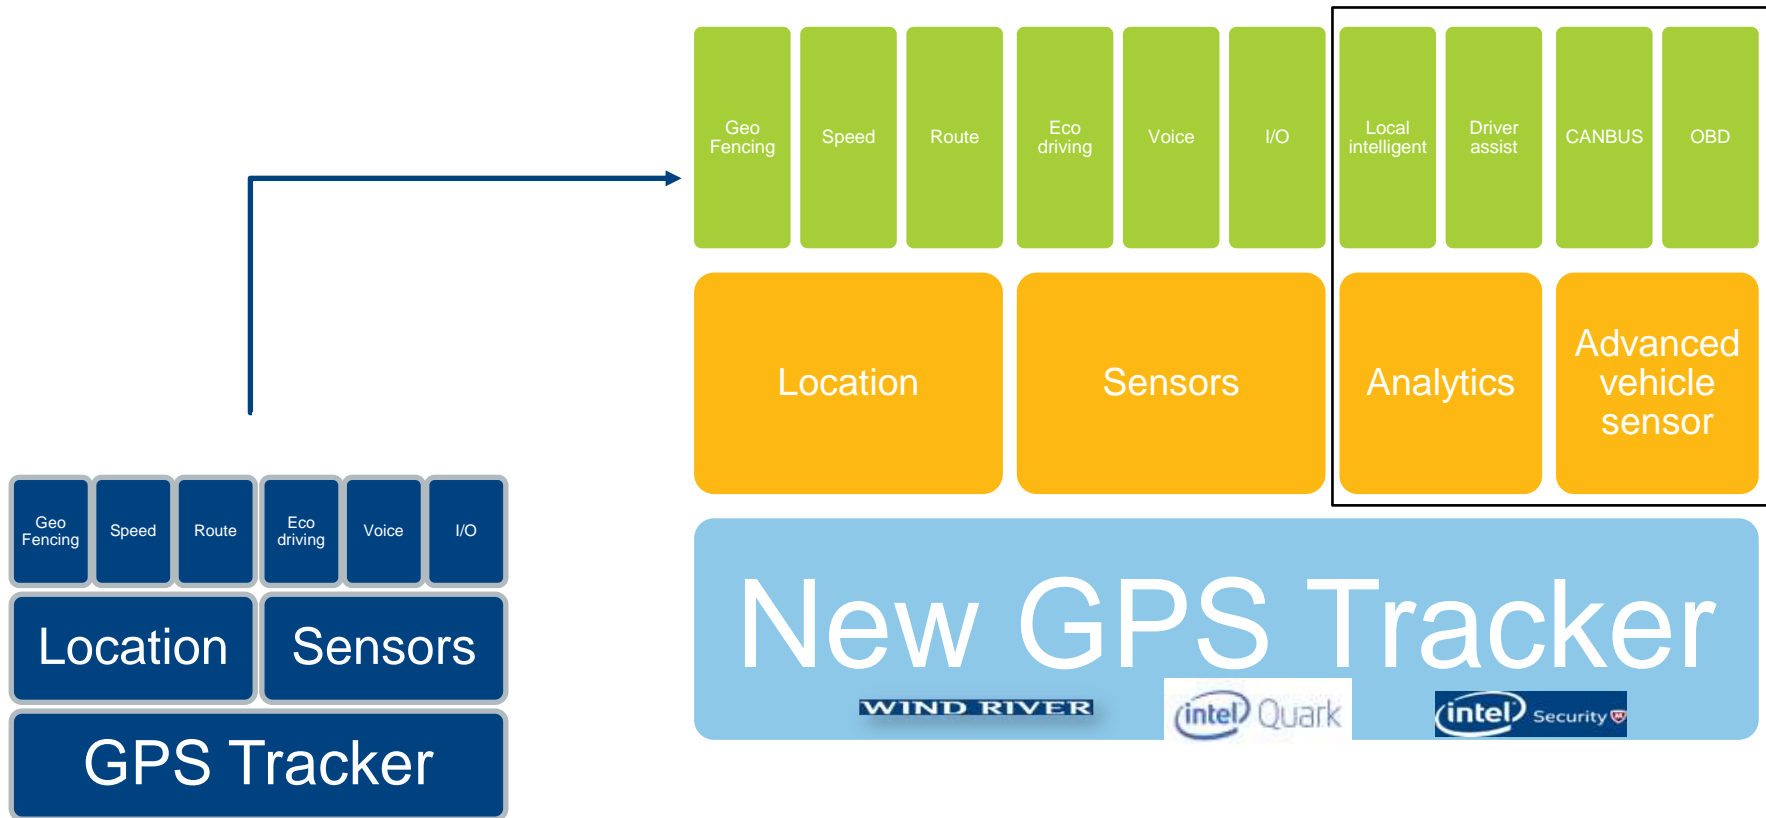 Geo
Fencing
Speed
Route
Eco
driving
Voice
I/O
Local
intelligent
Driver
assist
CANBUS
OBD
Location
Sensors
Analytics
Advanced
vehicle
sensor
New GPS Tracker
WIND RIVER
intel Quark
intel Security
Geo
Fencing
Speed
Route
Eco
driving
Voice
I/O
Location
Sensors
GPS Tracker